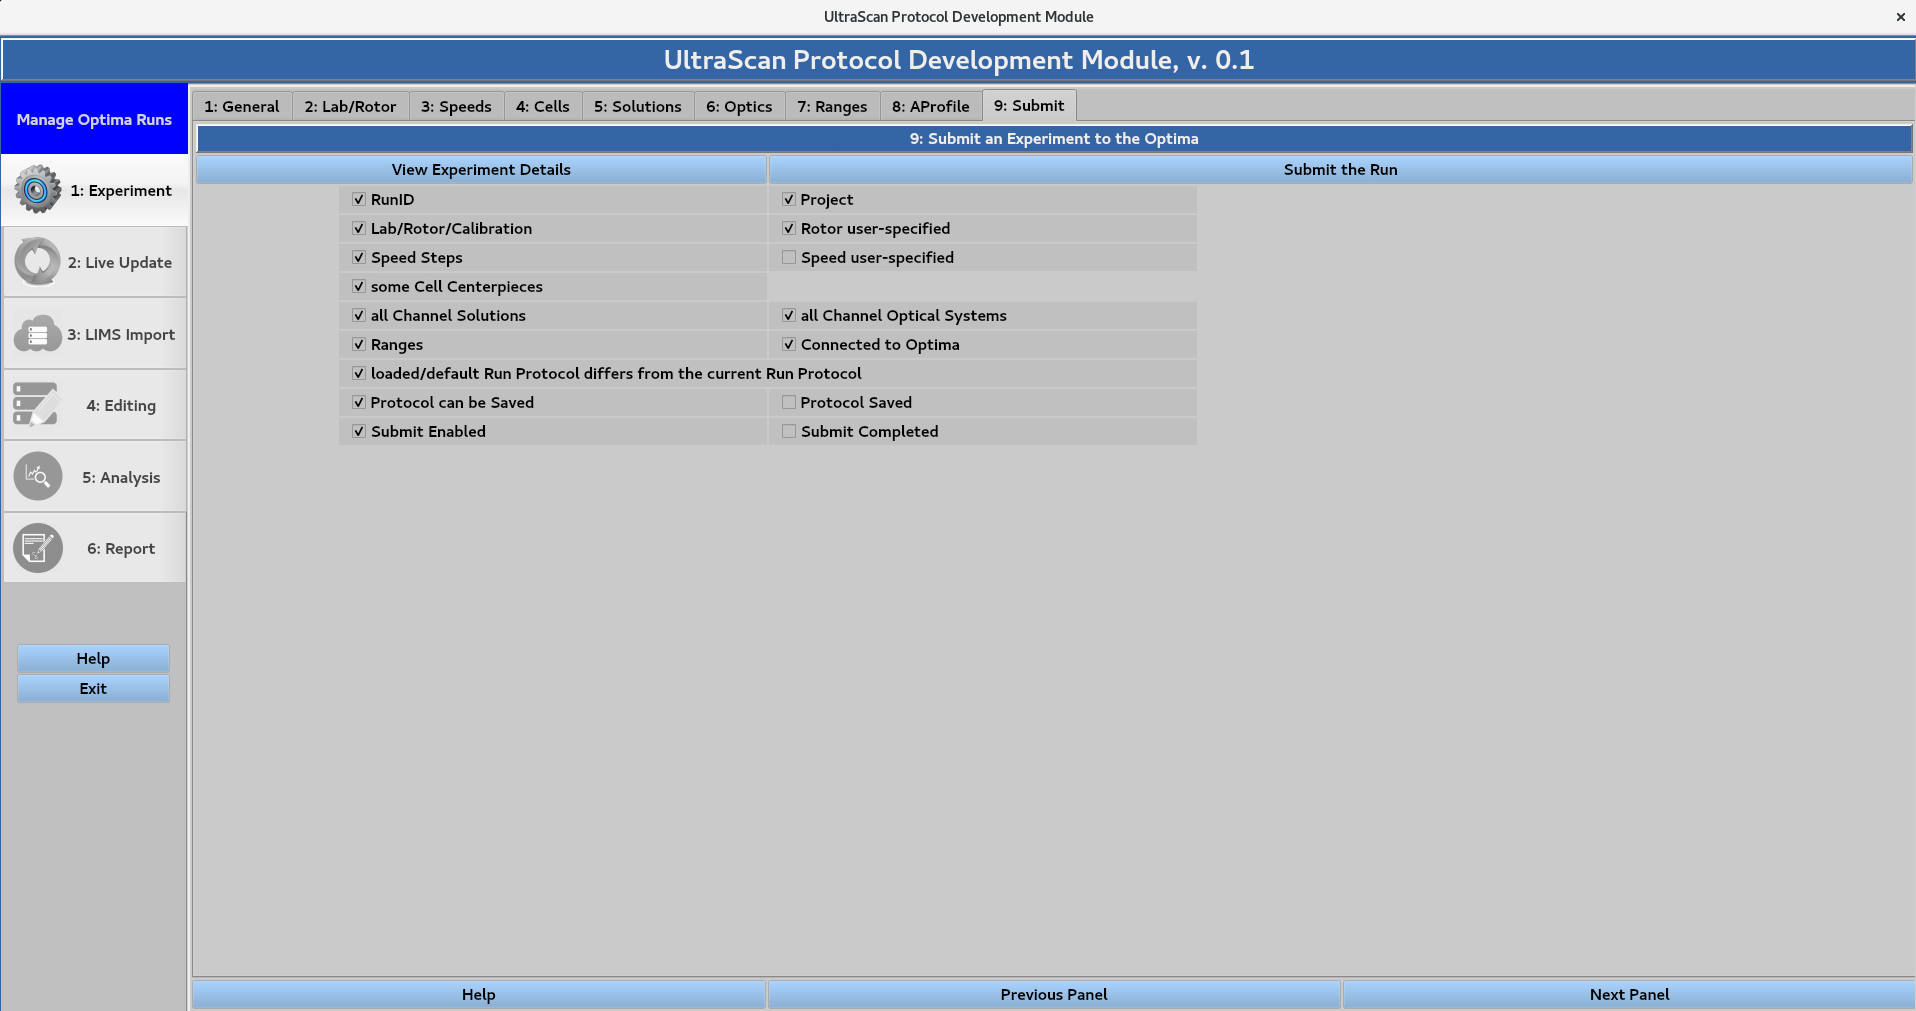 UltraScan Protocol Development Module
×
UltraScan Protocol Development Module, v. 0.1
Manage Optima Runs
1: Experiment
2: Live Update
3: LIMS Import
4: Editing
5: Analysis
6: Report
Help
Exit
1: General 2: Lab/Rotor 3: Speeds 4: Cells 5: Solutions 6: Optics 7: Ranges 8: AProfile 9: Submit
9: Submit an Experiment to the Optima
View Experiment Details Submit the Run
RunID Project
Lab/Rotor/Calibration Rotor user-specified
Speed Steps Speed user-specified
some Cell Centerpieces
all Channel Solutions all Channel Optical Systems
Ranges Connected to Optima
loaded/default Run Protocol differs from the current Run Protocol
Protocol can be Saved Protocol Saved
Submit Enabled Submit Completed
Help Previous Panel Next Panel